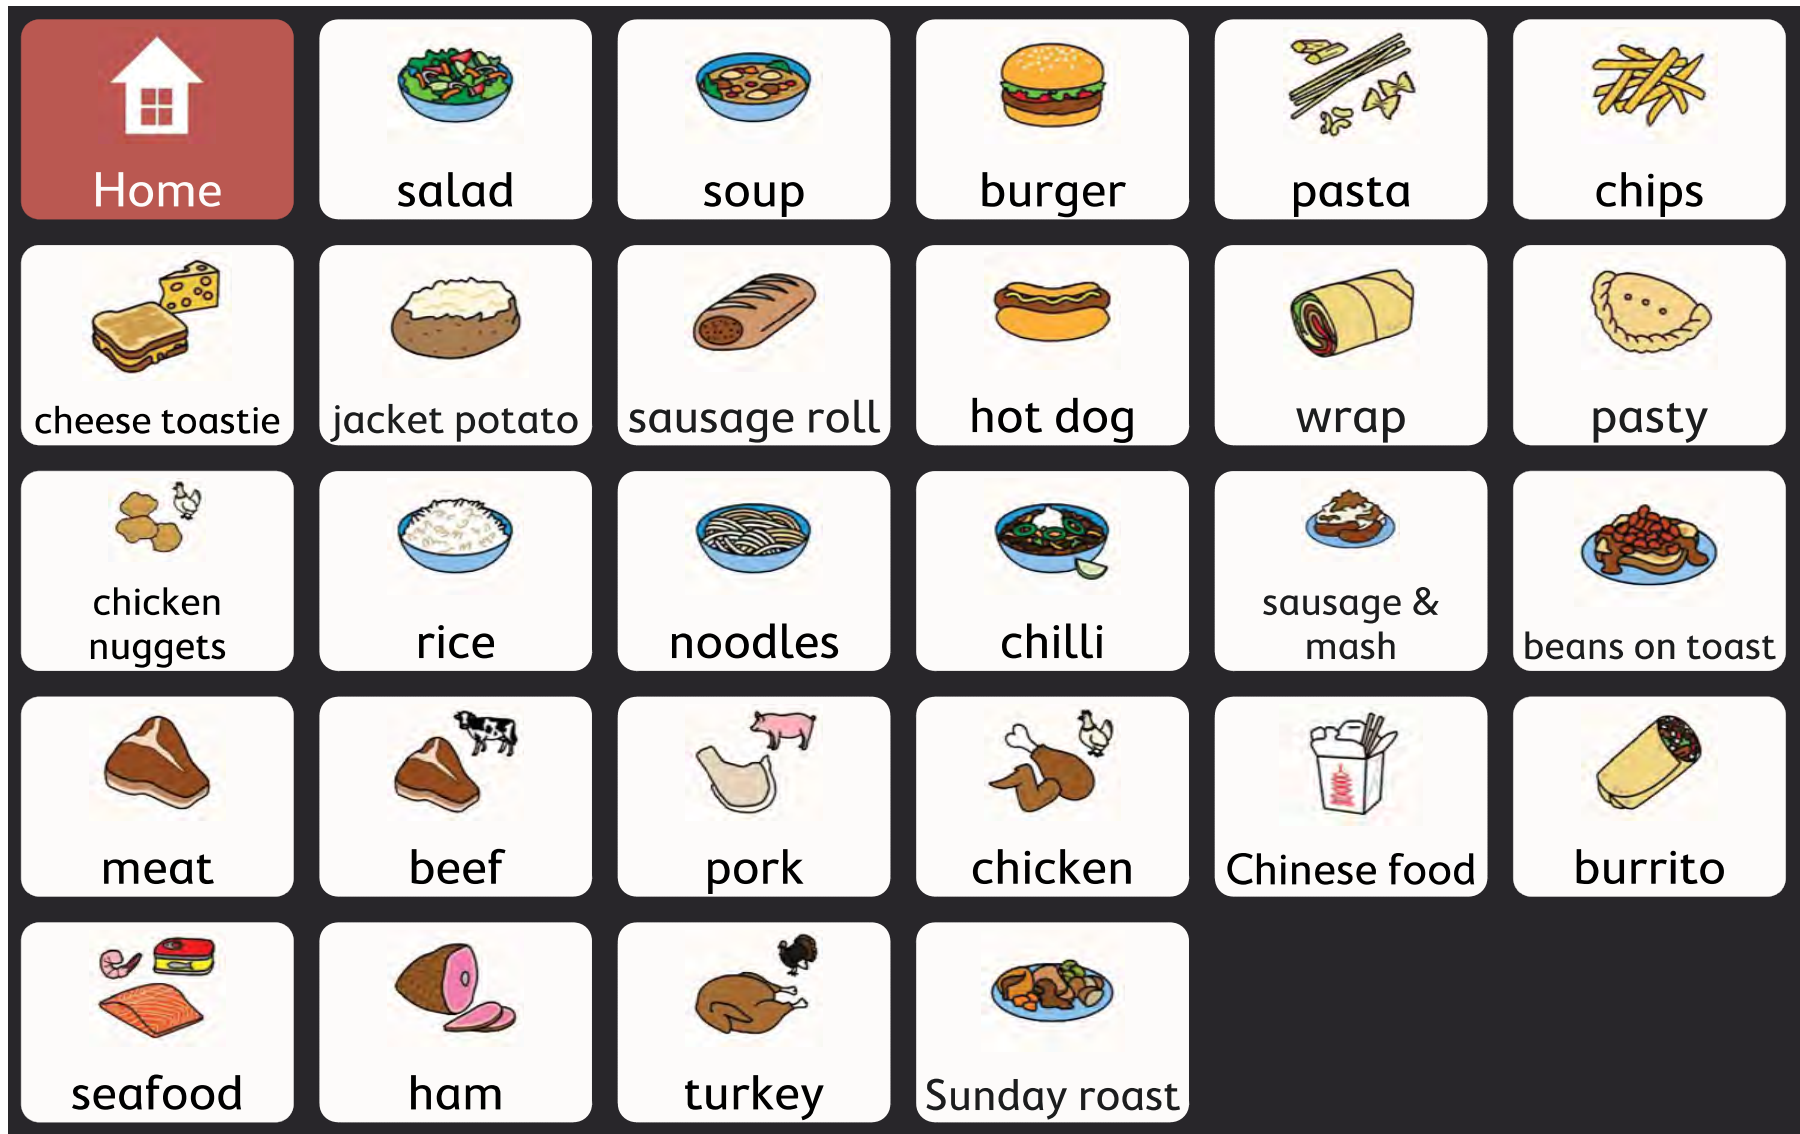 Home
salad
soup
burger
pasta
chips
cheese toastie
jacket potato
sausage roll
hot dog
wrap
pasty
chicken
nuggets
rice
noodles
chilli
sausage &
mash
beans on toast
meat
beef
pork
chicken
Chinese food
burrito
seafood
ham
turkey
Sunday roast